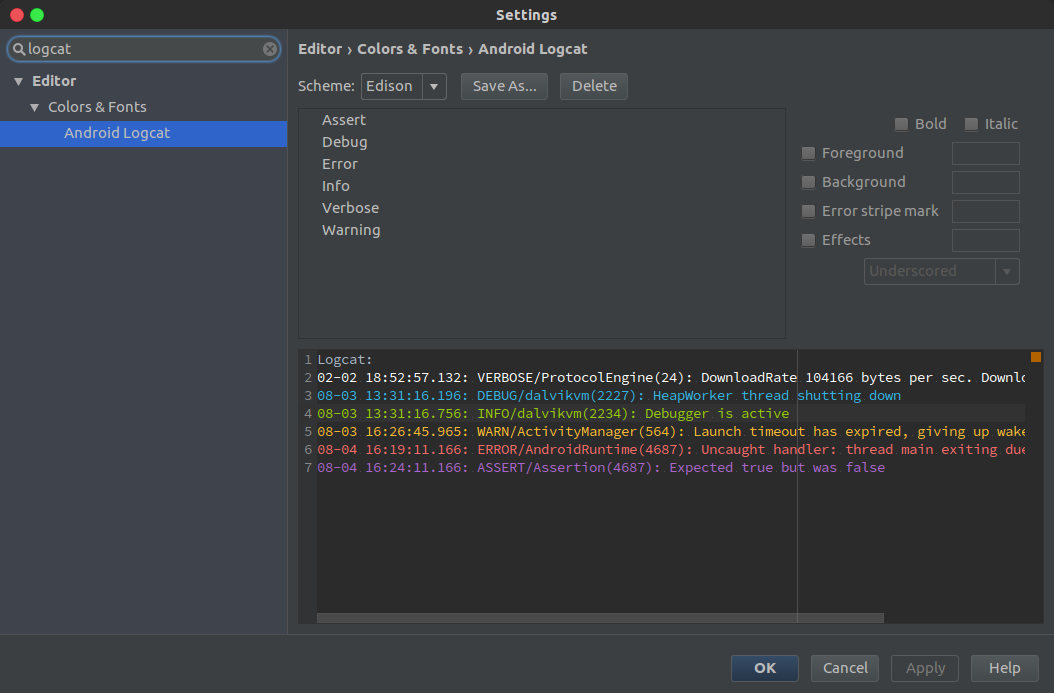 Settings
logcat
Editor
Colors & Fonts
Android Logcat
Editor › Colors & Fonts › Android Logcat
Scheme: Edison Save As... Delete
Assert
Debug
Error
Info
Verbose
Warning
Bold Italic
Foreground
Background
Error stripe mark
Effects
Underscored
1 Logcat:
2 02-02 18:52:57.132: VERBOSE/ProtocolEngine(24): DownloadRate 104166 bytes per sec. Downlo
3 08-03 13:31:16.196: DEBUG/dalvikvm(2227): HeapWorker thread shutting down
4 08-03 13:31:16.756: INFO/dalvikvm(2234): Debugger is active
5 08-03 16:26:45.965: WARN/ActivityManager(564): Launch timeout has expired, giving up wake
6 08-04 16:19:11.166: ERROR/AndroidRuntime(4687): Uncaught handler: thread main exiting due
7 08-04 16:24:11.166: ASSERT/Assertion(4687): Expected true but was false
OK Cancel Apply Help